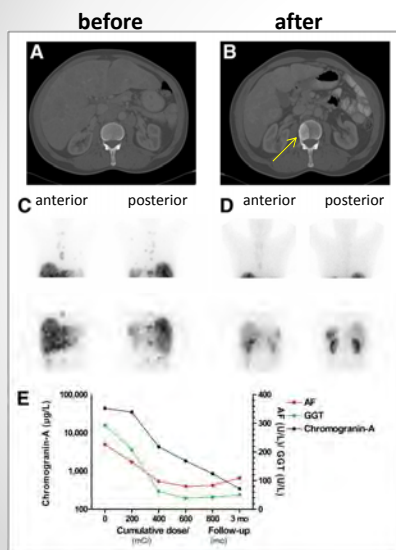 before after
A B
C anterior posterior D anterior posterior
E
Chromogranin-A (µg/L)
100,000
10,000
1,000
100
0 200 400 600 800 3 mo
Cumulative dose/ Follow-up
(mCi) (mo)
400
300
200
100
0
AF (U/L)/ GGT (U/L)
AF
GGT
Chromogranin-A